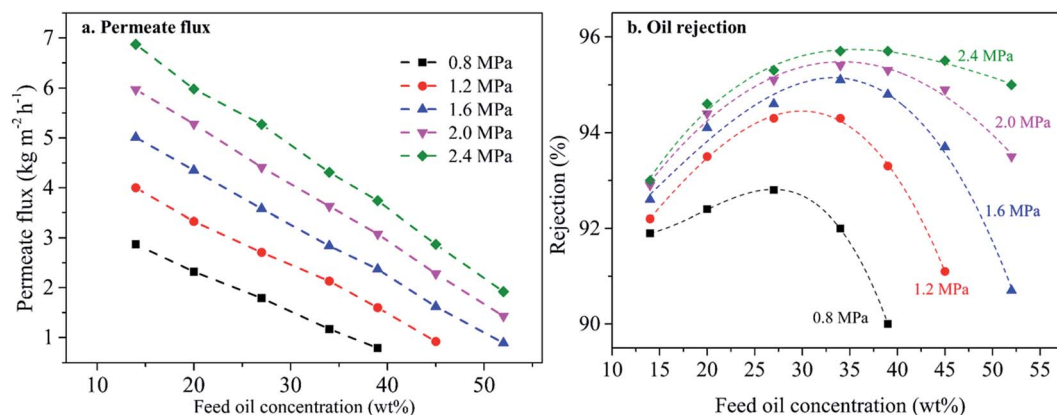 a. Permeate flux
7
6
5
4
3
2
1
10 20 30 40 50
Permeate flux (kg m⁻² h⁻¹)
Feed oil concentration (wt%)
0.8 MPa
1.2 MPa
1.6 MPa
2.0 MPa
2.4 MPa
b. Oil rejection
96
94
92
90
10 15 20 25 30 35 40 45 50 55
Rejection (%)
Feed oil concentration (wt%)
2.4 MPa
2.0 MPa
1.6 MPa
1.2 MPa
0.8 MPa